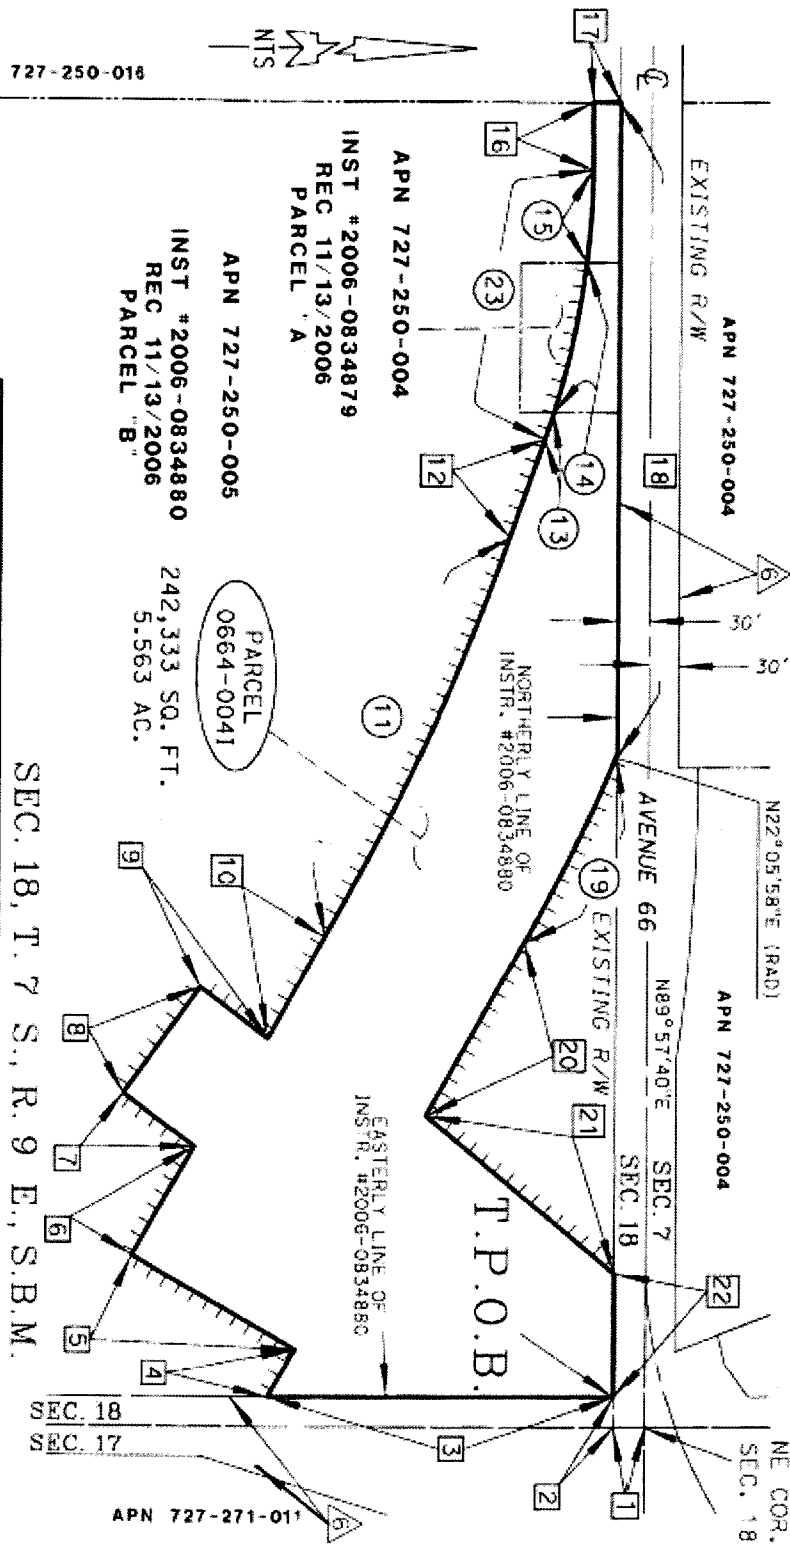 NTS
727-250-016
17
℄
EXISTING R/W
APN 727-250-004
16
15
23
APN 727-250-004
INST #2006-0834879
REC 11/13/2006
PARCEL "A"
APN 727-250-005
INST #2006-0834880
REC 11/13/2006
PARCEL "B"
18
6
30'
30'
14
13
12
PARCEL
0664-004I
242,333 SQ. FT.
5.563 AC.
11
NORTHERLY LINE OF
INSTR. #2006-0834880
N22°05'58"E (RAD)
AVENUE 66
N89°57'40"E
19
EXISTING R/W
APN 727-250-004
SEC. 7
SEC. 18
20
21
22
10
9
8
7
6
5
4
3
2
1
EASTERLY LINE OF
INSTR. #2006-0834880
T.P.O.B.
NE COR.
SEC. 18
SEC. 18
SEC. 17
6
APN 727-271-011
SEC. 18, T. 7 S., R. 9 E., S.B.M.